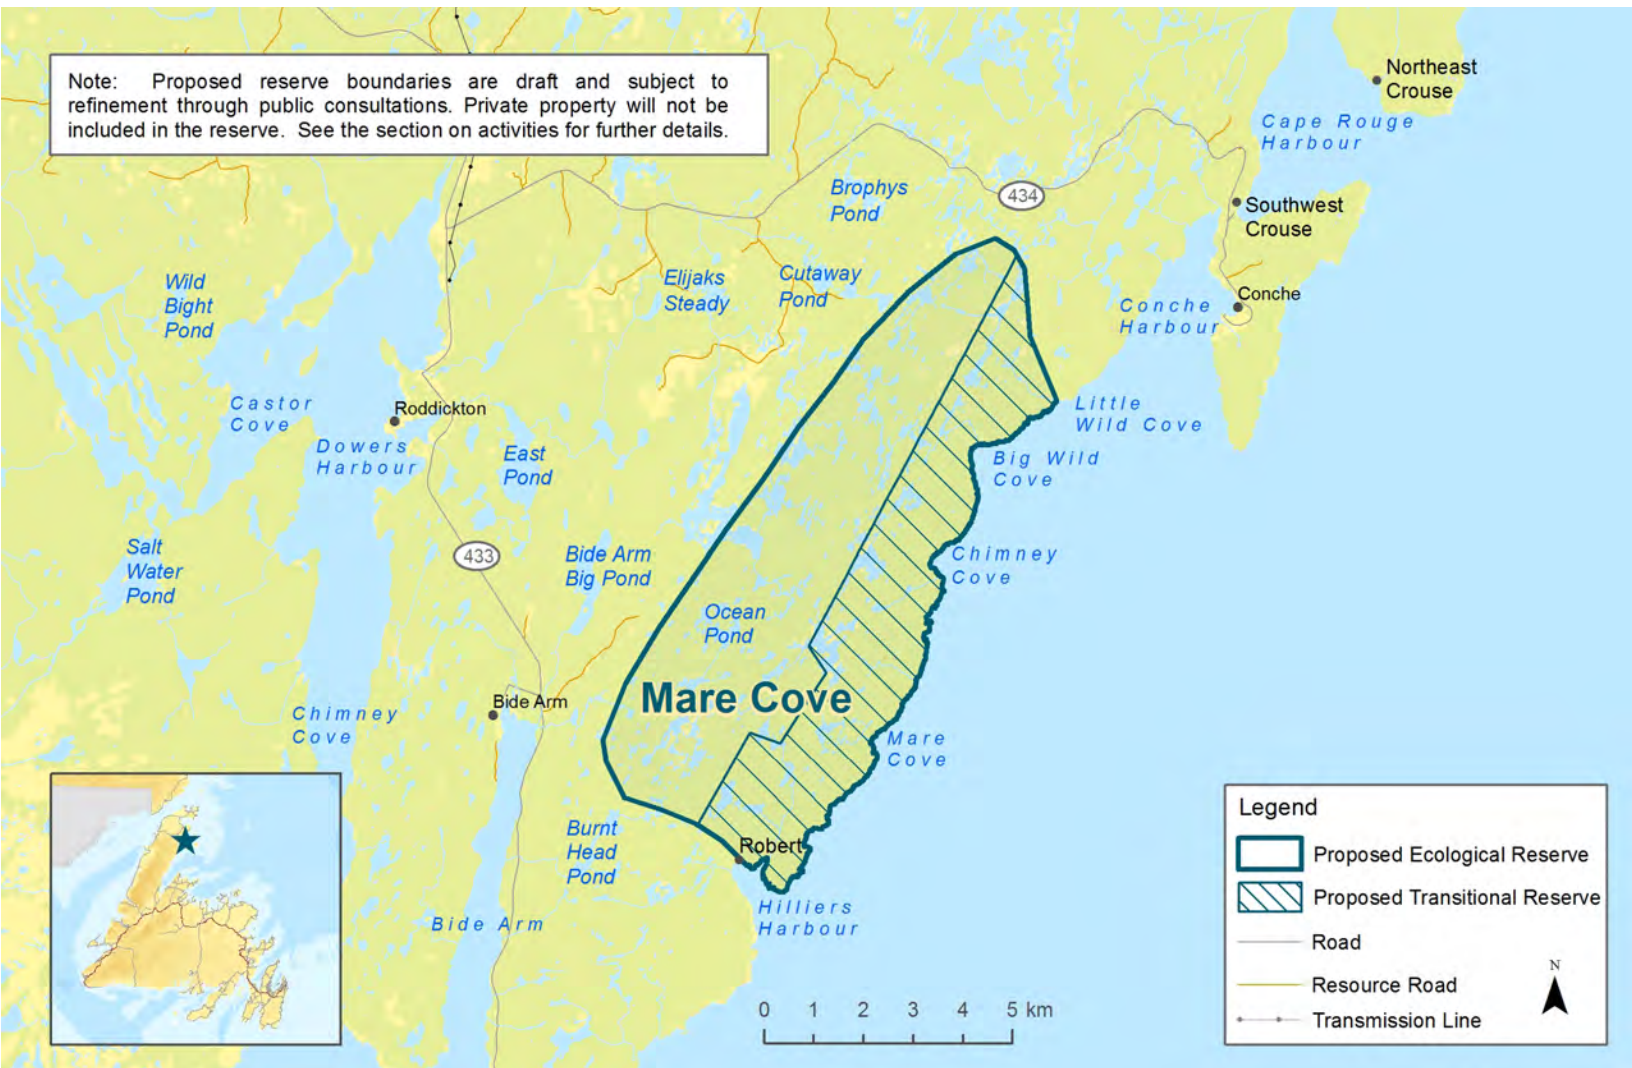 Note: Proposed reserve boundaries are draft and subject to
refinement through public consultations. Private property will not be
included in the reserve. See the section on activities for further details.
Northeast
Crouse
Cape Rouge
Harbour
Brophys
Pond
434
Southwest
Crouse
Wild
Bight
Pond
Elijaks
Steady
Cutaway
Pond
Conche
Harbour
Conche
Castor
Cove
Roddickton
Dowers
Harbour
Little
Wild Cove
East
Pond
Big Wild
Cove
Salt
Water
Pond
433
Bide Arm
Big Pond
Chimney
Cove
Ocean
Pond
Mare Cove
Bide Arm
Chimney
Cove
Mare
Cove
Burnt
Head
Pond
Robert
Hilliers
Harbour
Bide Arm
0 1 2 3 4 5 km
Legend
Proposed Ecological Reserve
Proposed Transitional Reserve
Road
Resource Road
Transmission Line
N